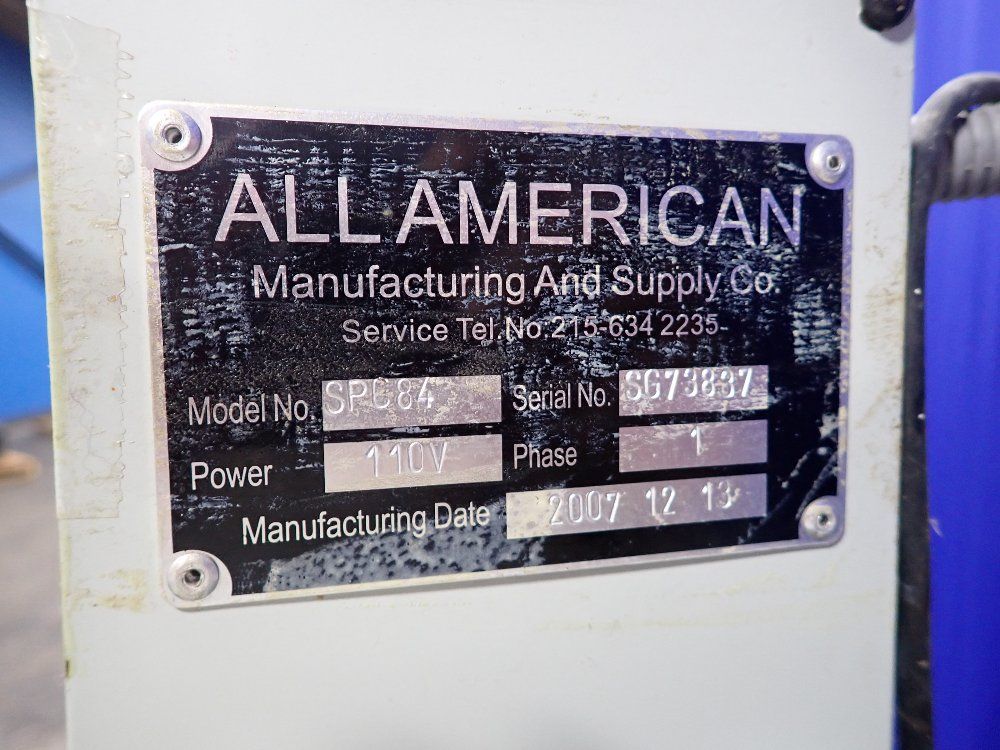 ALL AMERICAN
Manufacturing And Supply Co.
Service Tel.No.215-634 2235
Model No. SPG84 Serial No. SG73837
Power 110V Phase 1
Manufacturing Date 2007 12 13